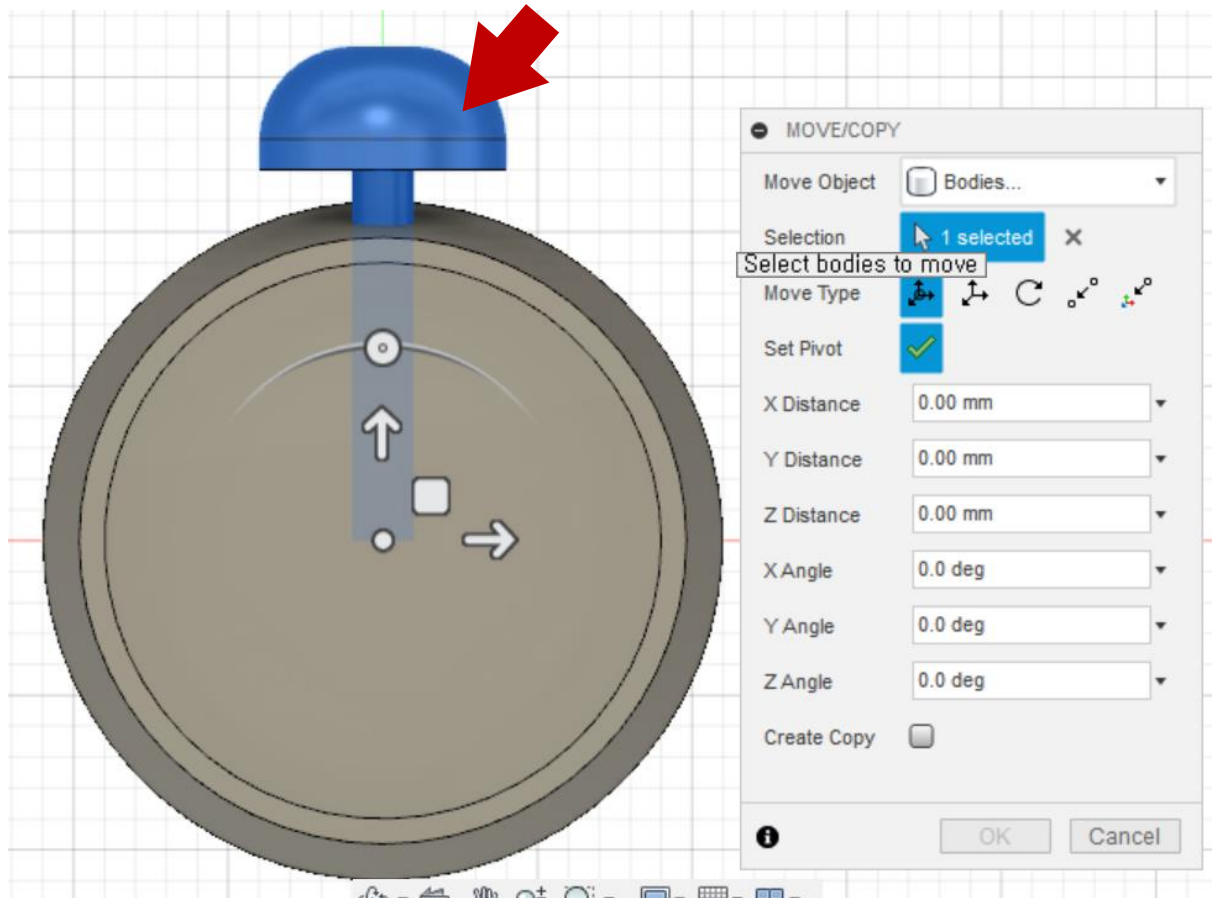 MOVE/COPY
Move Object Bodies...
Selection 1 selected
Select bodies to move
Move Type
Set Pivot
X Distance 0.00 mm
Y Distance 0.00 mm
Z Distance 0.00 mm
X Angle 0.0 deg
Y Angle 0.0 deg
Z Angle 0.0 deg
Create Copy
OK Cancel